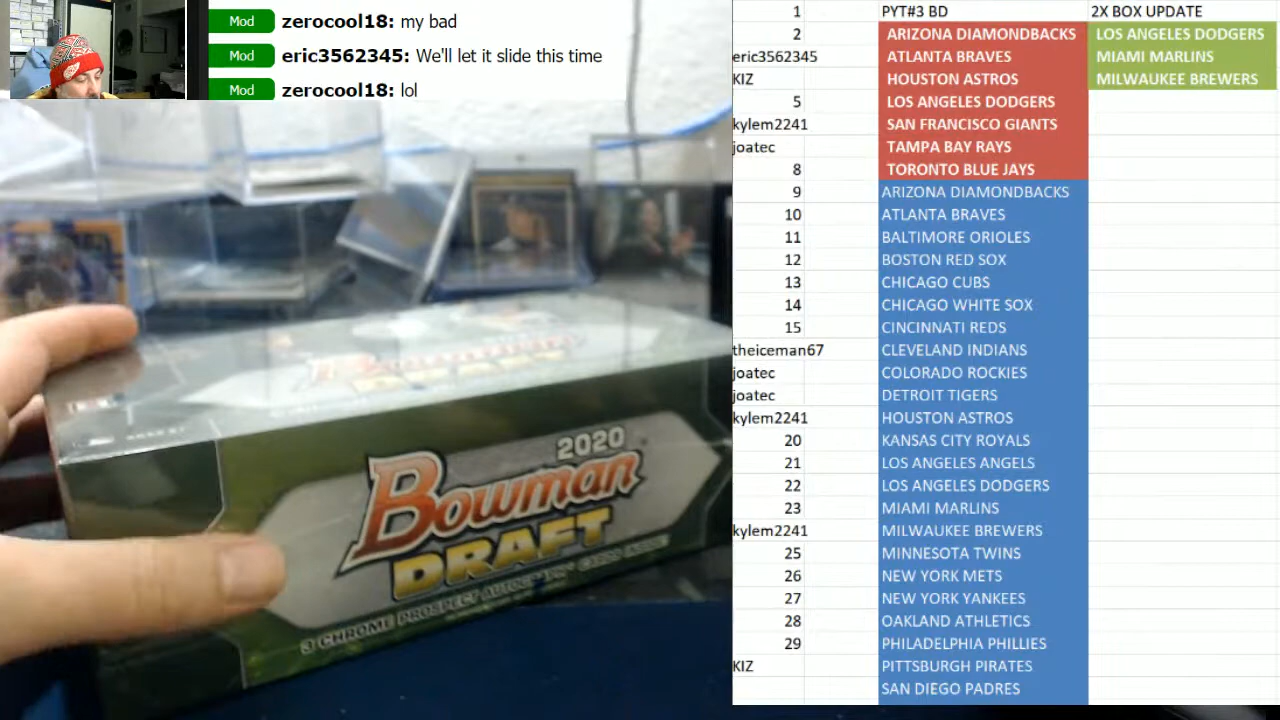 Mod zerocool18: my bad
Mod eric3562345: We'll let it slide this time
Mod zerocool18: lol
2020
Bowman
DRAFT
3 CHROME PROSPECT AUTOGRAPH CARDS INSIDE
1 PYT#3 BD 2X BOX UPDATE
2 ARIZONA DIAMONDBACKS LOS ANGELES DODGERS
eric3562345 ATLANTA BRAVES MIAMI MARLINS
KIZ HOUSTON ASTROS MILWAUKEE BREWERS
5 LOS ANGELES DODGERS
kylem2241 SAN FRANCISCO GIANTS
joatec TAMPA BAY RAYS
8 TORONTO BLUE JAYS
9 ARIZONA DIAMONDBACKS
10 ATLANTA BRAVES
11 BALTIMORE ORIOLES
12 BOSTON RED SOX
13 CHICAGO CUBS
14 CHICAGO WHITE SOX
15 CINCINNATI REDS
theiceman67 CLEVELAND INDIANS
joatec COLORADO ROCKIES
joatec DETROIT TIGERS
kylem2241 HOUSTON ASTROS
20 KANSAS CITY ROYALS
21 LOS ANGELES ANGELS
22 LOS ANGELES DODGERS
23 MIAMI MARLINS
kylem2241 MILWAUKEE BREWERS
25 MINNESOTA TWINS
26 NEW YORK METS
27 NEW YORK YANKEES
28 OAKLAND ATHLETICS
29 PHILADELPHIA PHILLIES
KIZ PITTSBURGH PIRATES
SAN DIEGO PADRES